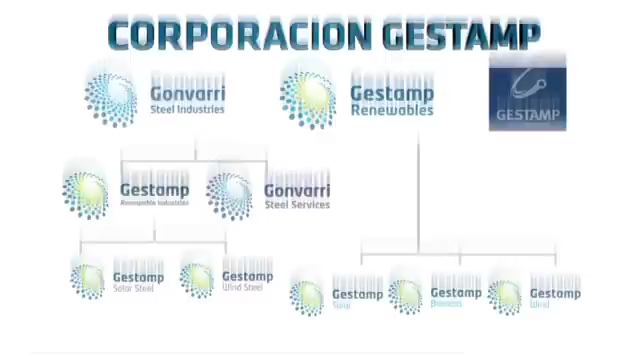 CORPORACION GESTAMP
Gonvarri
Steel Industries
Gestamp
Renewables
GESTAMP
Gestamp
Renewable Industries
Gonvarri
Steel Services
Gestamp
Solar Steel
Gestamp
Wind Steel
Gestamp
Solar
Gestamp
Biomass
Gestamp
Wind